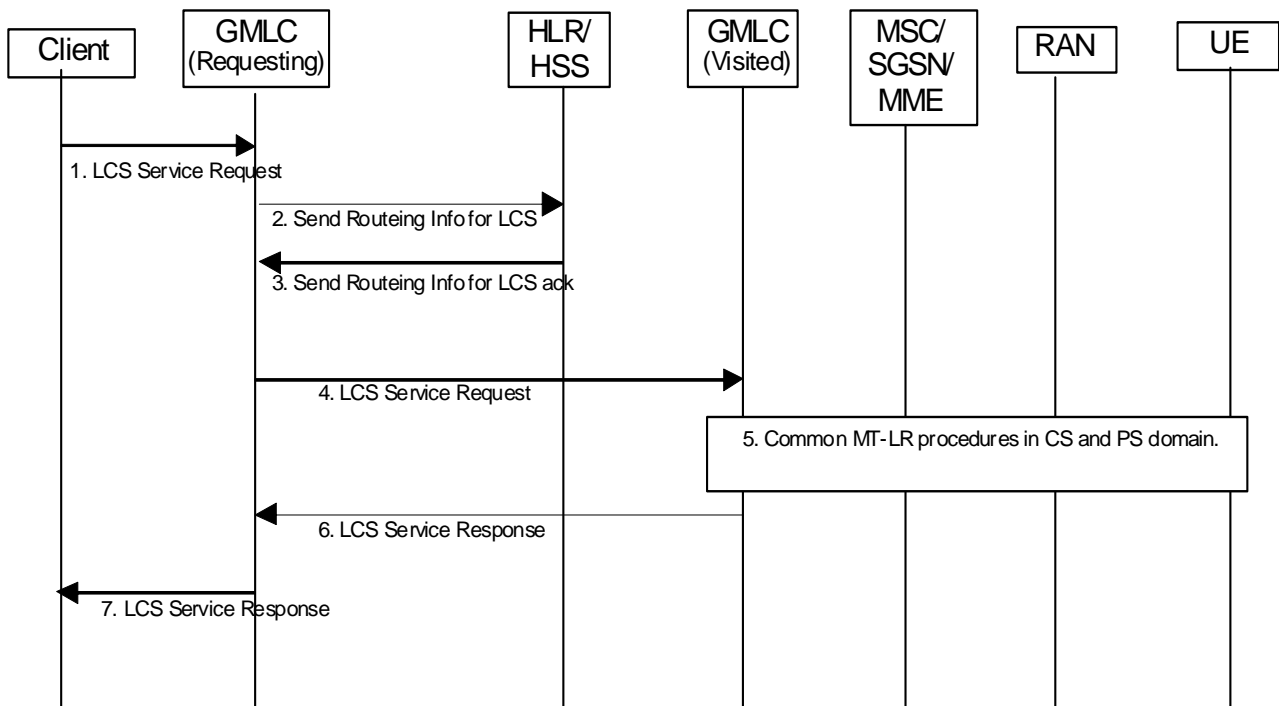 Client
GMLC
(Requesting)
HLR/
HSS
GMLC
(Visited)
MSC/
SGSN/
MME
RAN
UE
1. LCS Service Request
2. Send Routeing Info for LCS
3. Send Routeing Info for LCS ack
4. LCS Service Request
5. Common MT-LR procedures in CS and PS domain.
6. LCS Service Response
7. LCS Service Response